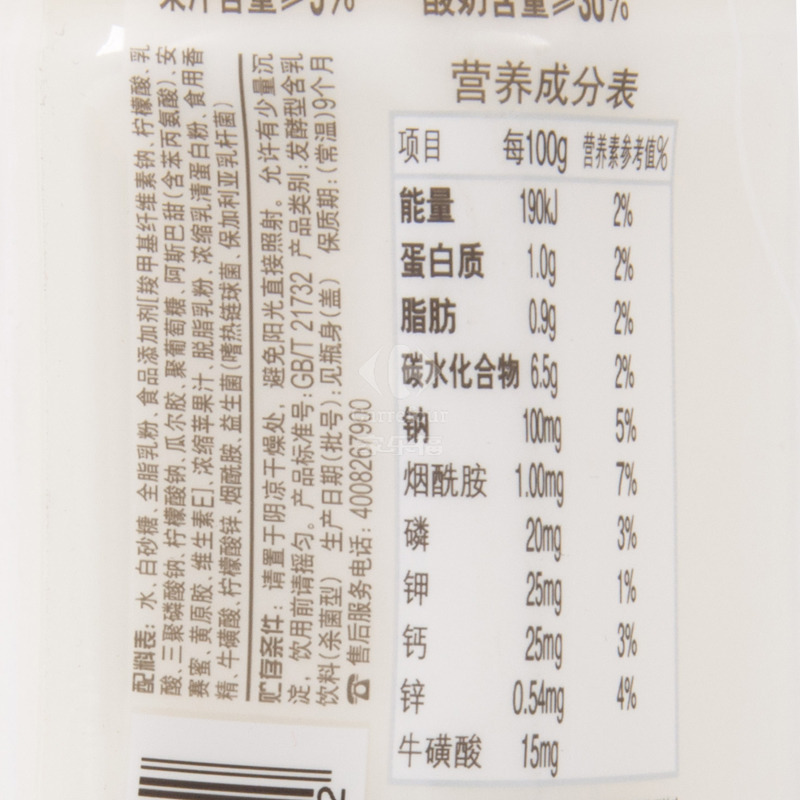 果汁含量≥5% 酸奶含量≥30%
配料表：水、白砂糖、全脂乳粉、食品添加剂[羧甲基纤维素钠、柠檬酸、乳
酸、三聚磷酸钠、柠檬酸钠、瓜尔胶、聚葡萄糖、阿斯巴甜(含苯丙氨酸)、安
赛蜜、黄原胶、维生素E]、浓缩苹果汁、脱脂乳粉、浓缩乳清蛋白粉、食用香
精、牛磺酸、柠檬酸锌、烟酰胺、益生菌(嗜热链球菌、保加利亚乳杆菌)
贮存条件：请置于阴凉干燥处，避免阳光直接照射。允许有少量沉
淀，饮用前请摇匀。产品标准号：GB/T 21732 产品类别：发酵型含乳
饮料(杀菌型) 生产日期(批号)：见瓶身(盖) 保质期：(常温)9个月
☎售后服务电话：4008267900
营养成分表
项目 每100g 营养素参考值%
能量 190kJ 2%
蛋白质 1.0g 2%
脂肪 0.9g 2%
碳水化合物 6.5g 2%
钠 100mg 5%
烟酰胺 1.00mg 7%
磷 20mg 3%
钾 25mg 1%
钙 25mg 3%
锌 0.54mg 4%
牛磺酸 15mg
Carrefour
家乐福
2